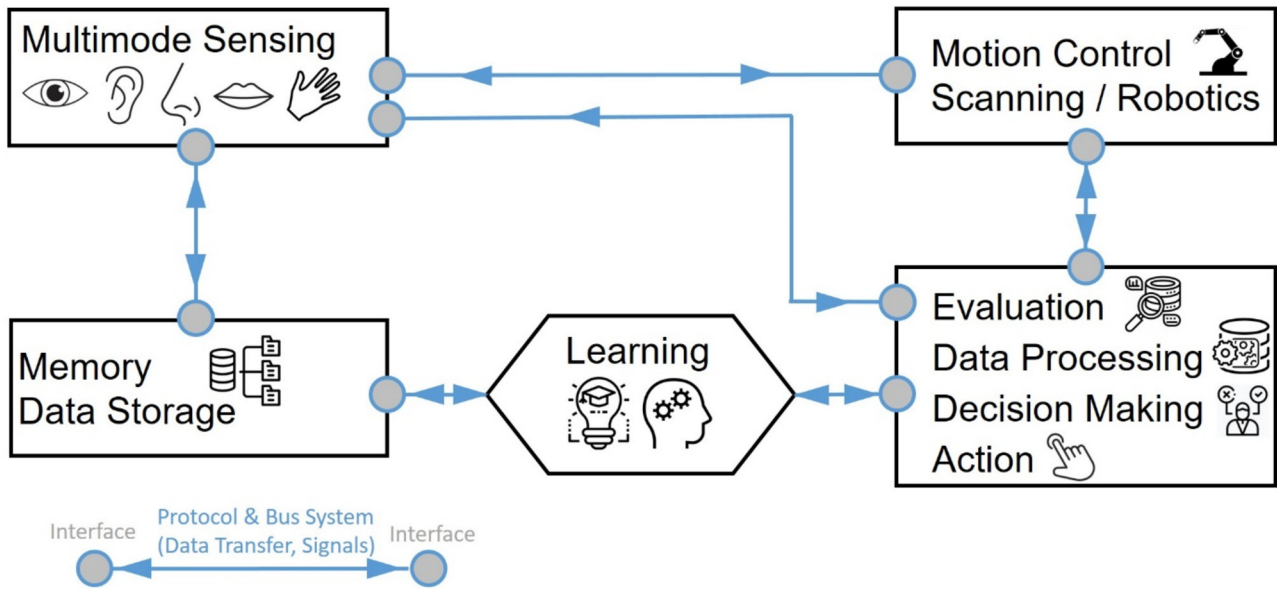 Multimode Sensing
Motion Control
Scanning / Robotics
Memory
Data Storage
Learning
Evaluation
Data Processing
Decision Making
Action
Interface
Protocol & Bus System
(Data Transfer, Signals)
Interface